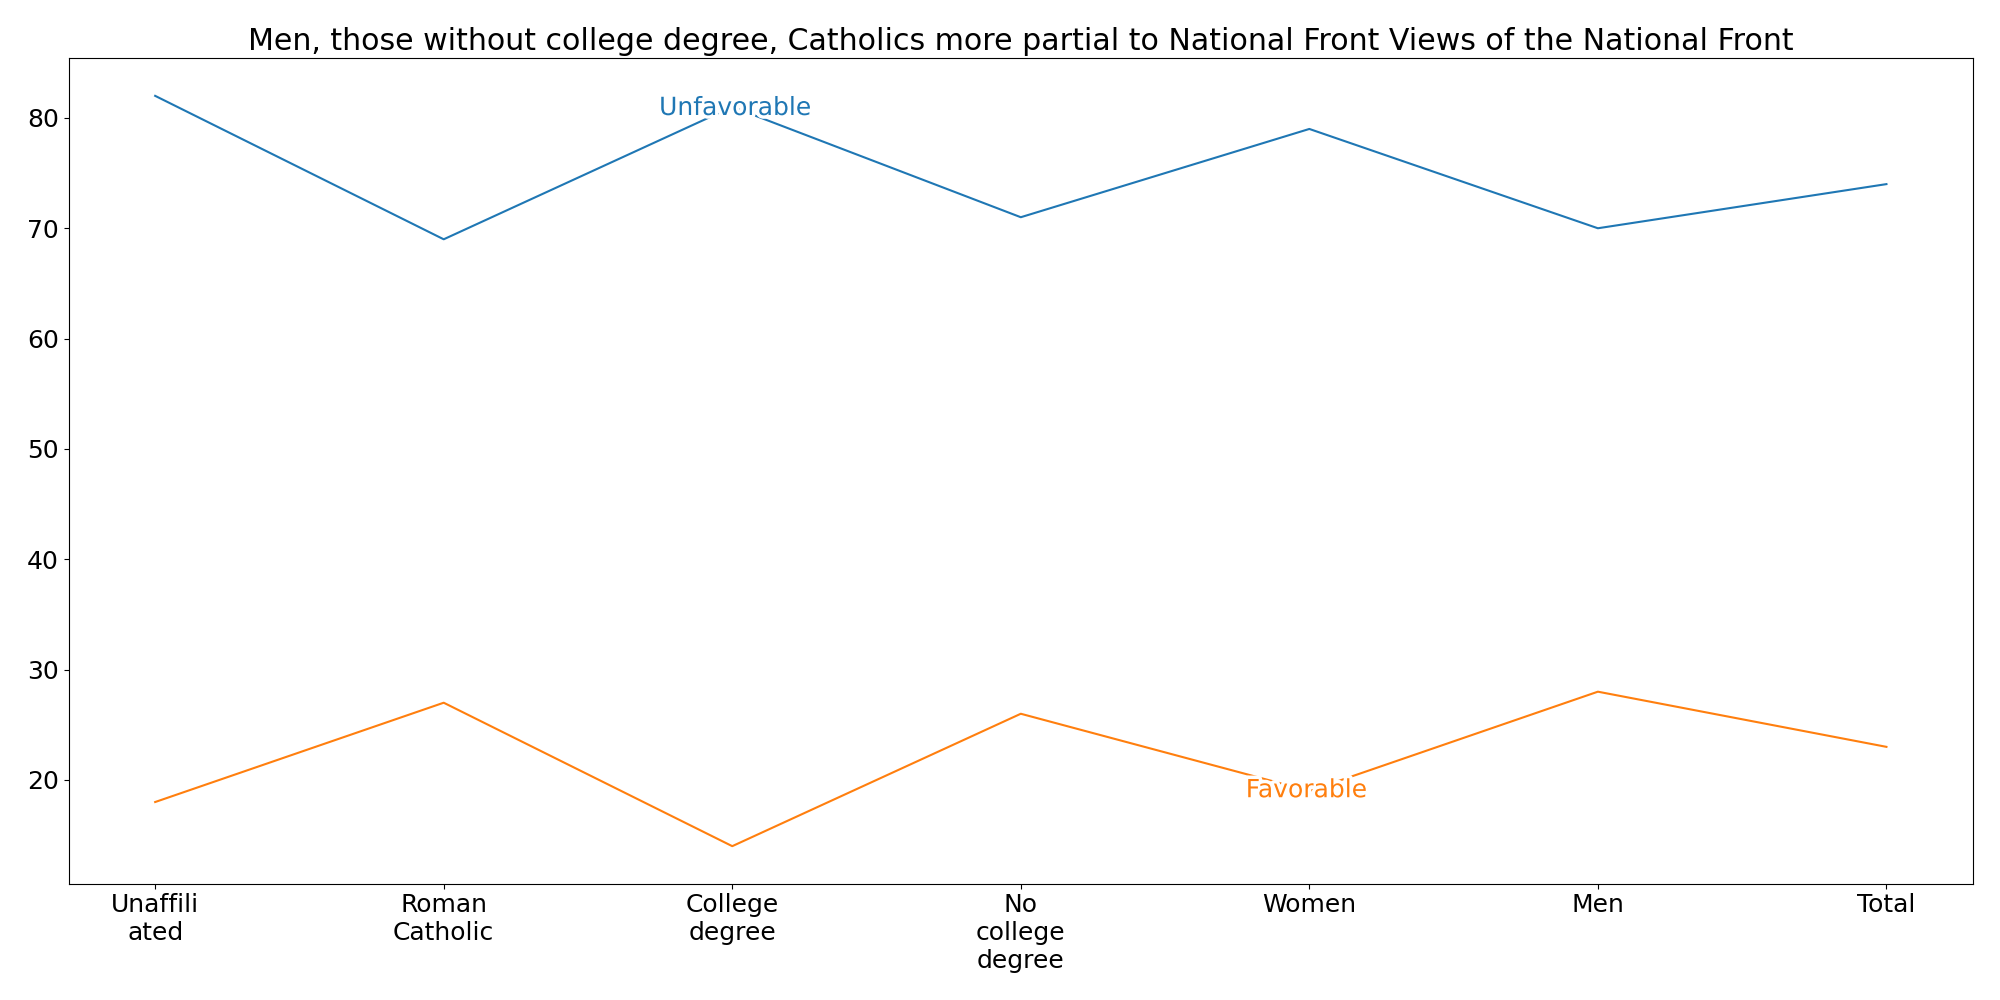 Men, those without college degree, Catholics more partial to National Front Views of the National Front
Unfavorable
80
70
60
50
40
30
20
Favorable
Unaffili
ated
Roman
Catholic
College
degree
No
college
degree
Women
Men
Total